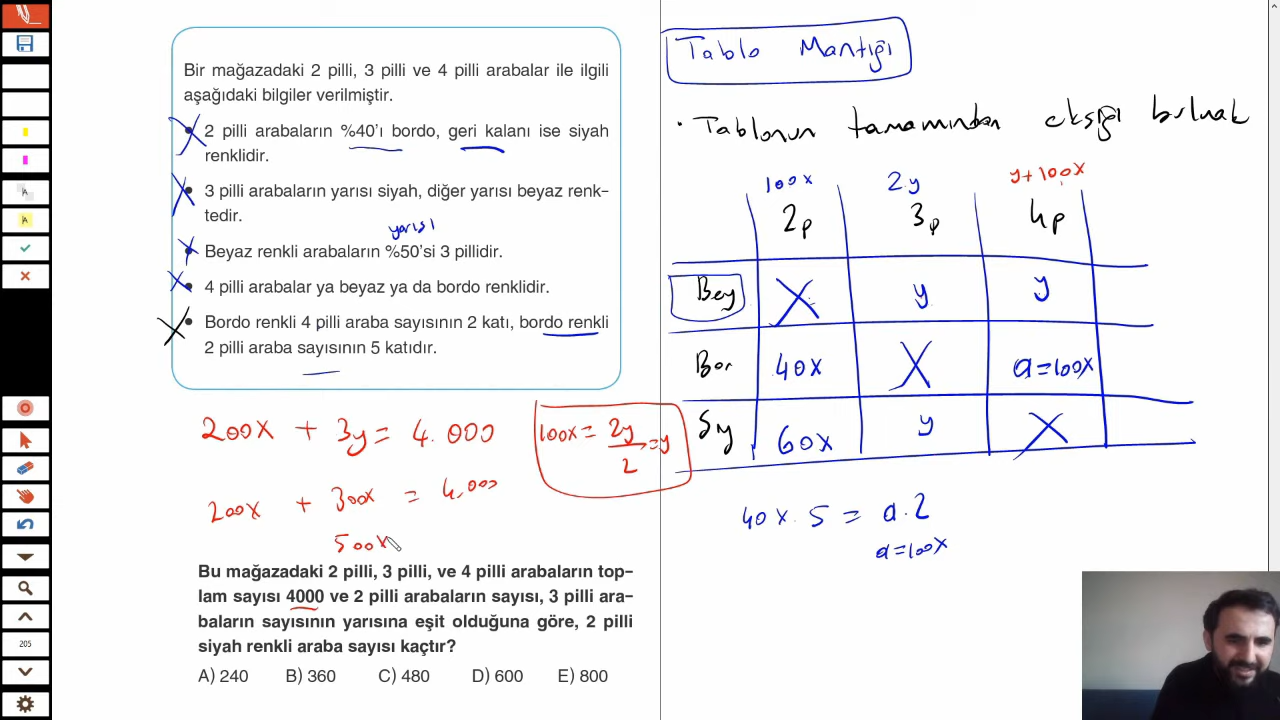 Bir mağazadaki 2 pilli, 3 pilli ve 4 pilli arabalar ile ilgili
aşağıdaki bilgiler verilmiştir.
2 pilli arabaların %40'ı bordo, geri kalanı ise siyah
renklidir.
3 pilli arabaların yarısı siyah, diğer yarısı beyaz renk-
tedir.
yarısı
Beyaz renkli arabaların %50'si 3 pillidir.
4 pilli arabalar ya beyaz ya da bordo renklidir.
Bordo renkli 4 pilli araba sayısının 2 katı, bordo renkli
2 pilli araba sayısının 5 katıdır.
200x + 3y = 4.000
100x = 2y/2 = y
200x + 300x = 4.000
500x
Bu mağazadaki 2 pilli, 3 pilli, ve 4 pilli arabaların top-
lam sayısı 4000 ve 2 pilli arabaların sayısı, 3 pilli ara-
baların sayısının yarısına eşit olduğuna göre, 2 pilli
siyah renkli araba sayısı kaçtır?
A) 240 B) 360 C) 480 D) 600 E) 800
Tablo Mantığı
• Tablonun tamamından eksiği bulmak
100x 2y y+100x
2p 3p 4p
Bey X y y
Bor 40x X a=100x
Sy 60x y X
40x.5 = a.2
a=100x
205
A
A